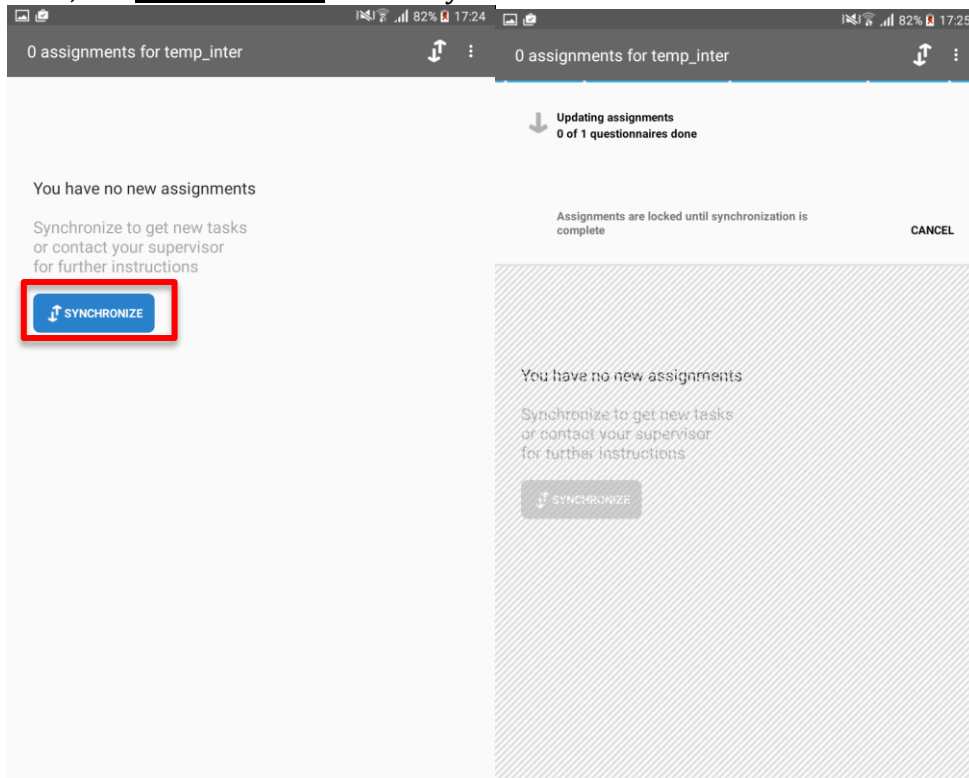 82% 17:24
0 assignments for temp_inter
You have no new assignments
Synchronize to get new tasks
or contact your supervisor
for further instructions
SYNCHRONIZE
82% 17:25
0 assignments for temp_inter
Updating assignments
0 of 1 questionnaires done
Assignments are locked until synchronization is
complete
CANCEL
You have no new assignments
Synchronize to get new tasks
or contact your supervisor
for further instructions
SYNCHRONIZE